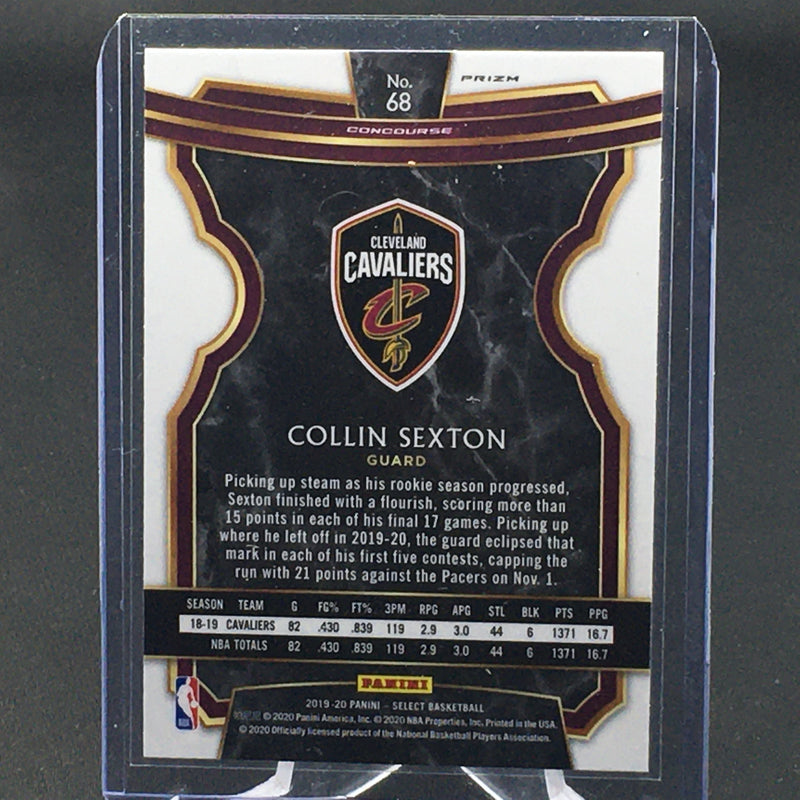 No.
68
PRIZM
CONCOURSE
CLEVELAND
CAVALIERS
C
COLLIN SEXTON
GUARD
Picking up steam as his rookie season progressed,
Sexton finished with a flourish, scoring more than
15 points in each of his final 17 games. Picking up
where he left off in 2019-20, the guard eclipsed that
mark in each of his first five contests, capping the
run with 21 points against the Pacers on Nov. 1.
SEASON TEAM G FG% FT% 3PM RPG APG STL BLK PTS PPG
18-19 CAVALIERS 82 .430 .839 119 2.9 3.0 44 6 1371 16.7
NBA TOTALS 82 .430 .839 119 2.9 3.0 44 6 1371 16.7
PANINI
NBA
2019-20 PANINI – SELECT BASKETBALL
© 2020 Panini America, Inc. © 2020 NBA Properties, Inc. Printed in the USA.
© 2020 Officially licensed product of the National Basketball Players Association.